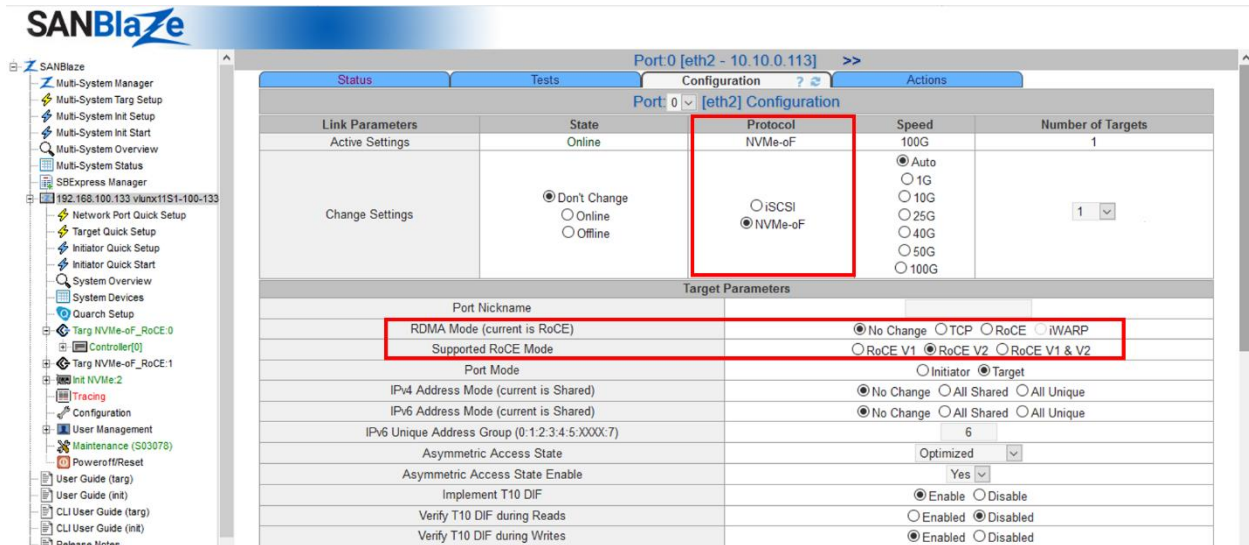 SANBlaze
SANBlaze
Multi-System Manager
Multi-System Targ Setup
Multi-System Init Setup
Multi-System Init Start
Multi-System Overview
Multi-System Status
SBExpress Manager
192.168.100.133 vlunx11S1-100-133
Network Port Quick Setup
Target Quick Setup
Initiator Quick Setup
Initiator Quick Start
System Overview
System Devices
Quarch Setup
Targ NVMe-oF_RoCE:0
Controller[0]
Targ NVMe-oF_RoCE:1
Init NVMe:2
Tracing
Configuration
User Management
Maintenance (S03078)
Poweroff/Reset
User Guide (targ)
User Guide (init)
CLI User Guide (targ)
CLI User Guide (init)
Release Notes
Port:0 [eth2 - 10.10.0.113] >>
Status Tests Configuration ? Actions
Port: 0 [eth2] Configuration
Link Parameters State Protocol Speed Number of Targets
Active Settings Online NVMe-oF 100G 1
Change Settings
Don't Change
Online
Offline
iSCSI
NVMe-oF
Auto
1G
10G
25G
40G
50G
100G
1
Target Parameters
Port Nickname
RDMA Mode (current is RoCE) No Change TCP RoCE iWARP
Supported RoCE Mode RoCE V1 RoCE V2 RoCE V1 & V2
Port Mode Initiator Target
IPv4 Address Mode (current is Shared) No Change All Shared All Unique
IPv6 Address Mode (current is Shared) No Change All Shared All Unique
IPv6 Unique Address Group (0:1:2:3:4:5:XXXX:7) 6
Asymmetric Access State Optimized
Asymmetric Access State Enable Yes
Implement T10 DIF Enable Disable
Verify T10 DIF during Reads Enabled Disabled
Verify T10 DIF during Writes Enabled Disabled